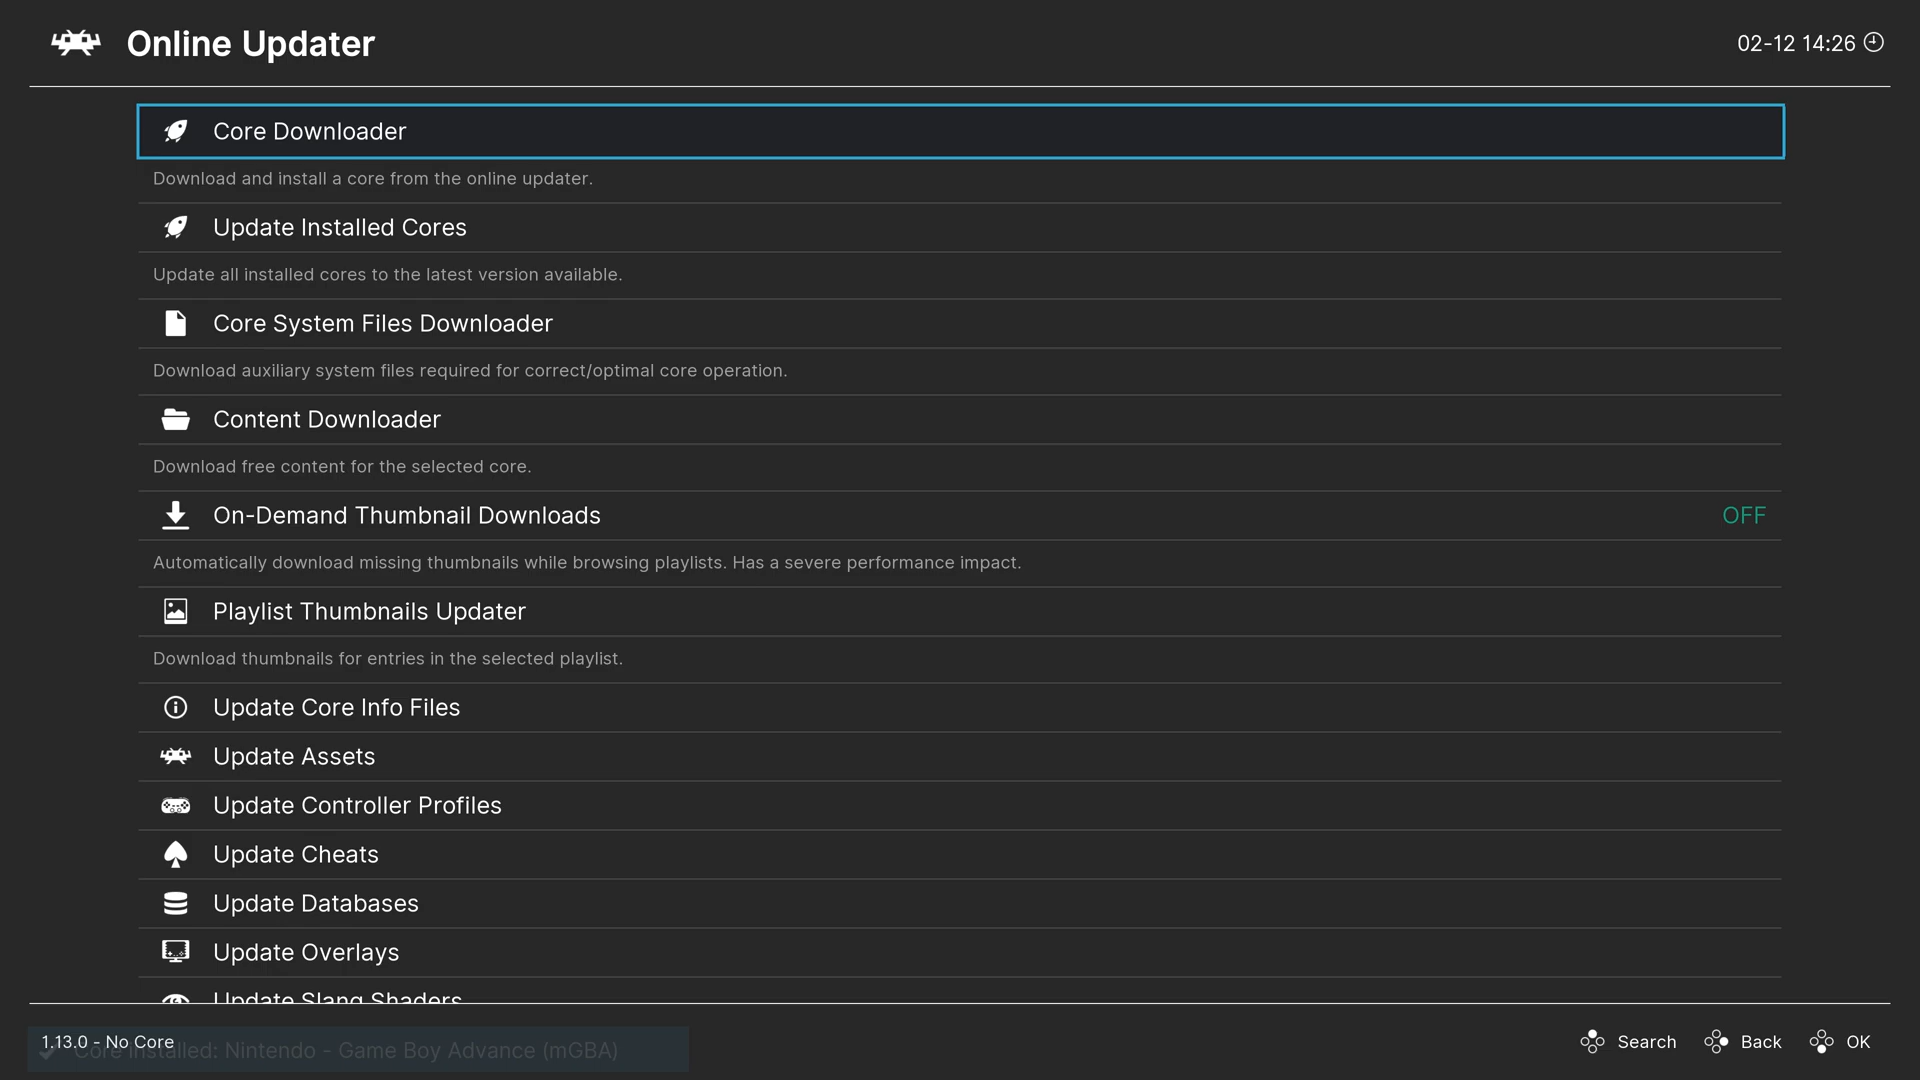 Online Updater
02-12 14:26
Core Downloader
Download and install a core from the online updater.
Update Installed Cores
Update all installed cores to the latest version available.
Core System Files Downloader
Download auxiliary system files required for correct/optimal core operation.
Content Downloader
Download free content for the selected core.
On-Demand Thumbnail Downloads OFF
Automatically download missing thumbnails while browsing playlists. Has a severe performance impact.
Playlist Thumbnails Updater
Download thumbnails for entries in the selected playlist.
Update Core Info Files
Update Assets
Update Controller Profiles
Update Cheats
Update Databases
Update Overlays
Update Slang Shaders
1.13.0 - No Core
Core Installed: Nintendo - Game Boy Advance (mGBA)
Search Back OK